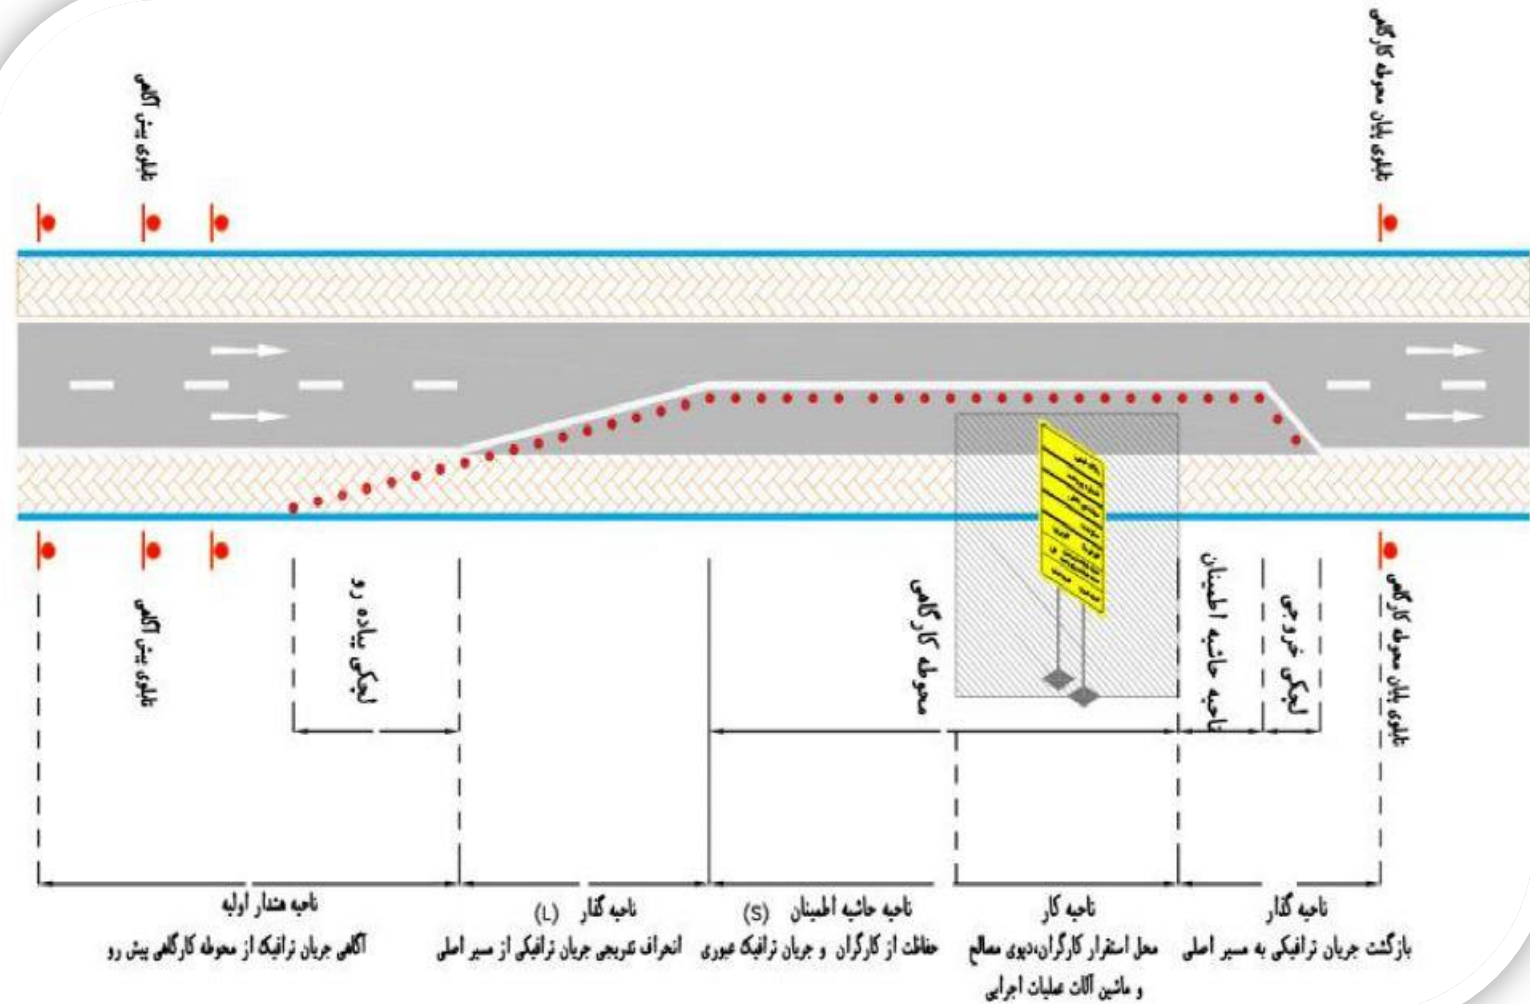 تابلوی پیش آگاهی
تابلوی پایان محوطه کارگاهی
تابلوی پیش آگاهی
لچکی پیاده رو
محوطه کارگاهی
ناحیه حاشیه اطمینان
لچکی خروجی
تابلوی پایان محوطه کارگاهی
ناحیه هشدار اولیه
آگاهی جریان ترافیک از محوطه کارگاهی پیش رو
ناحیه گذار (L)
انحراف تدریجی جریان ترافیکی از مسیر اصلی
ناحیه حاشیه اطمینان (S)
حفاظت از کارگران و جریان ترافیک عبوری
ناحیه کار
محل استقرار کارگران،دپوی مصالح
و ماشین آلات عملیات اجرایی
ناحیه گذار
بازگشت جریان ترافیکی به مسیر اصلی